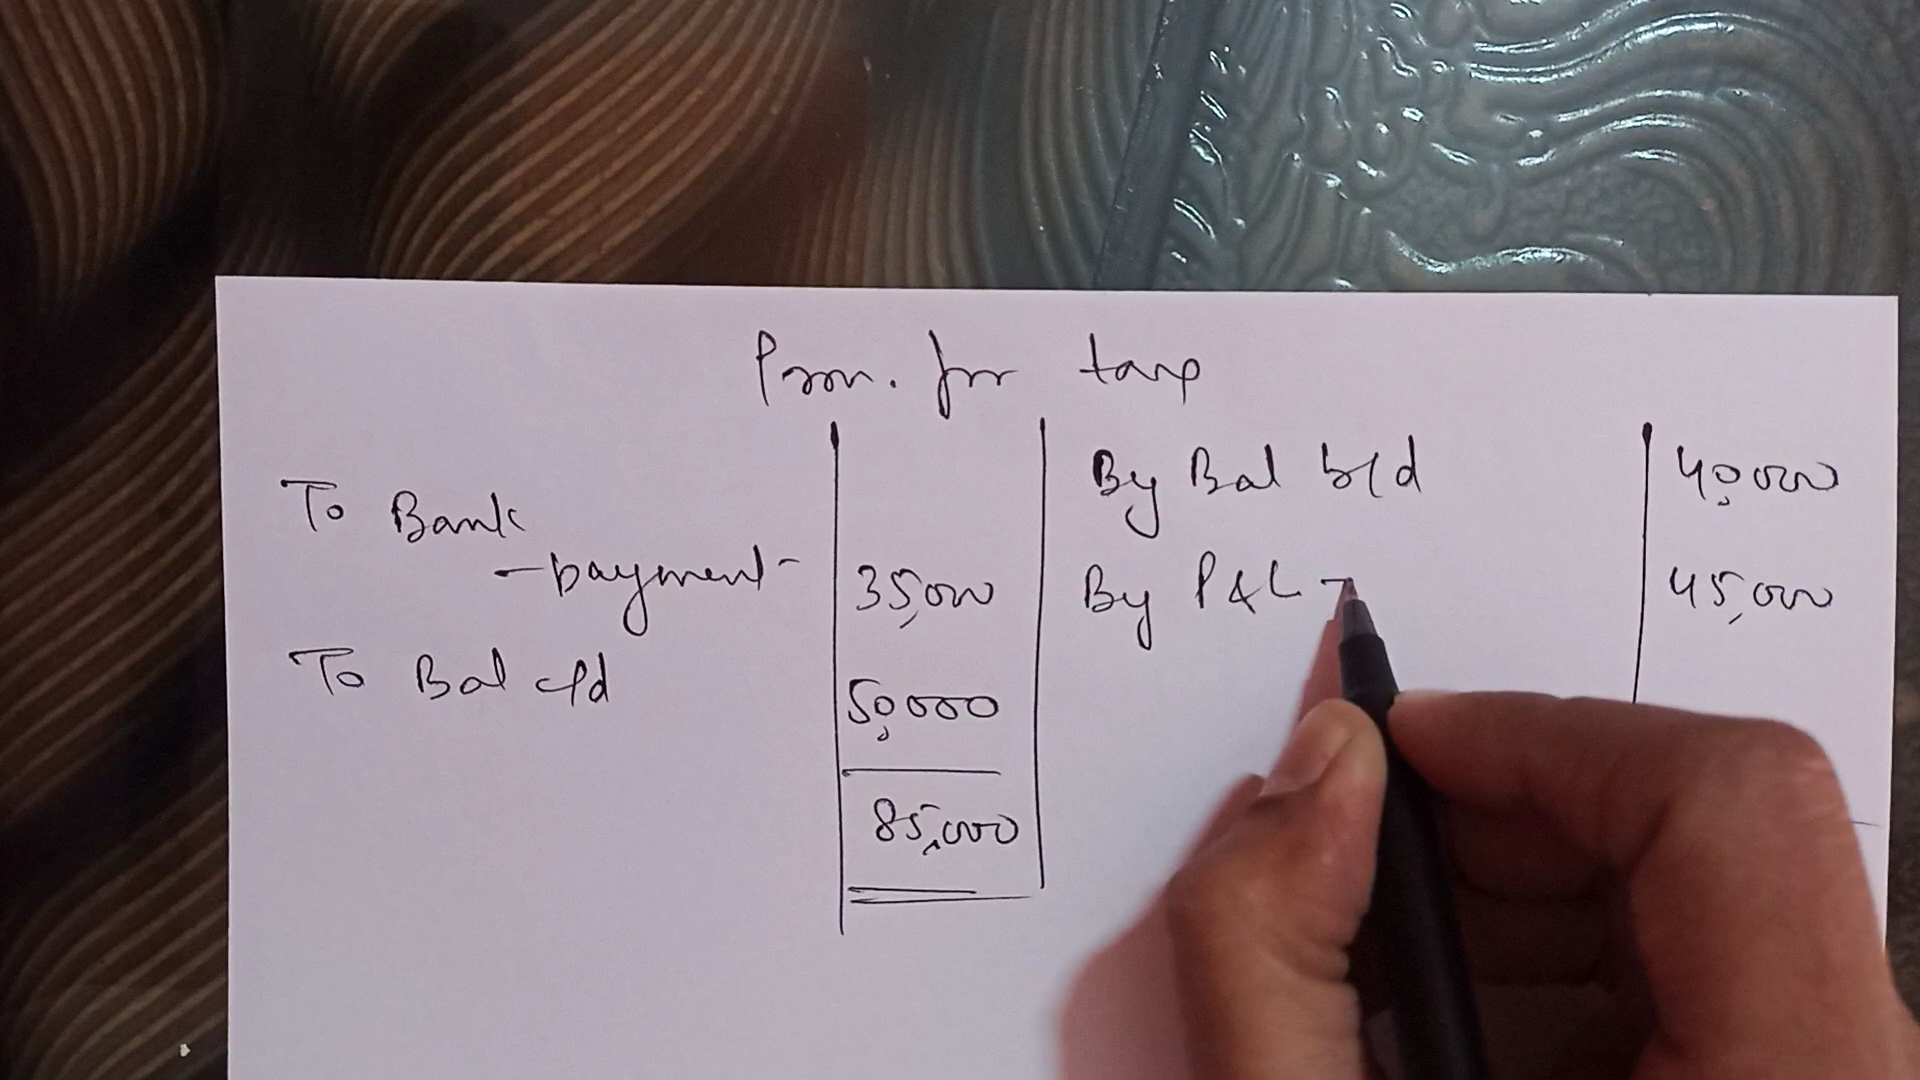 Prov. for tax
To Bank
- payment -
35,000
To Bal c/d
50,000
85,000
By Bal b/d
40,000
By P & L -
45,000